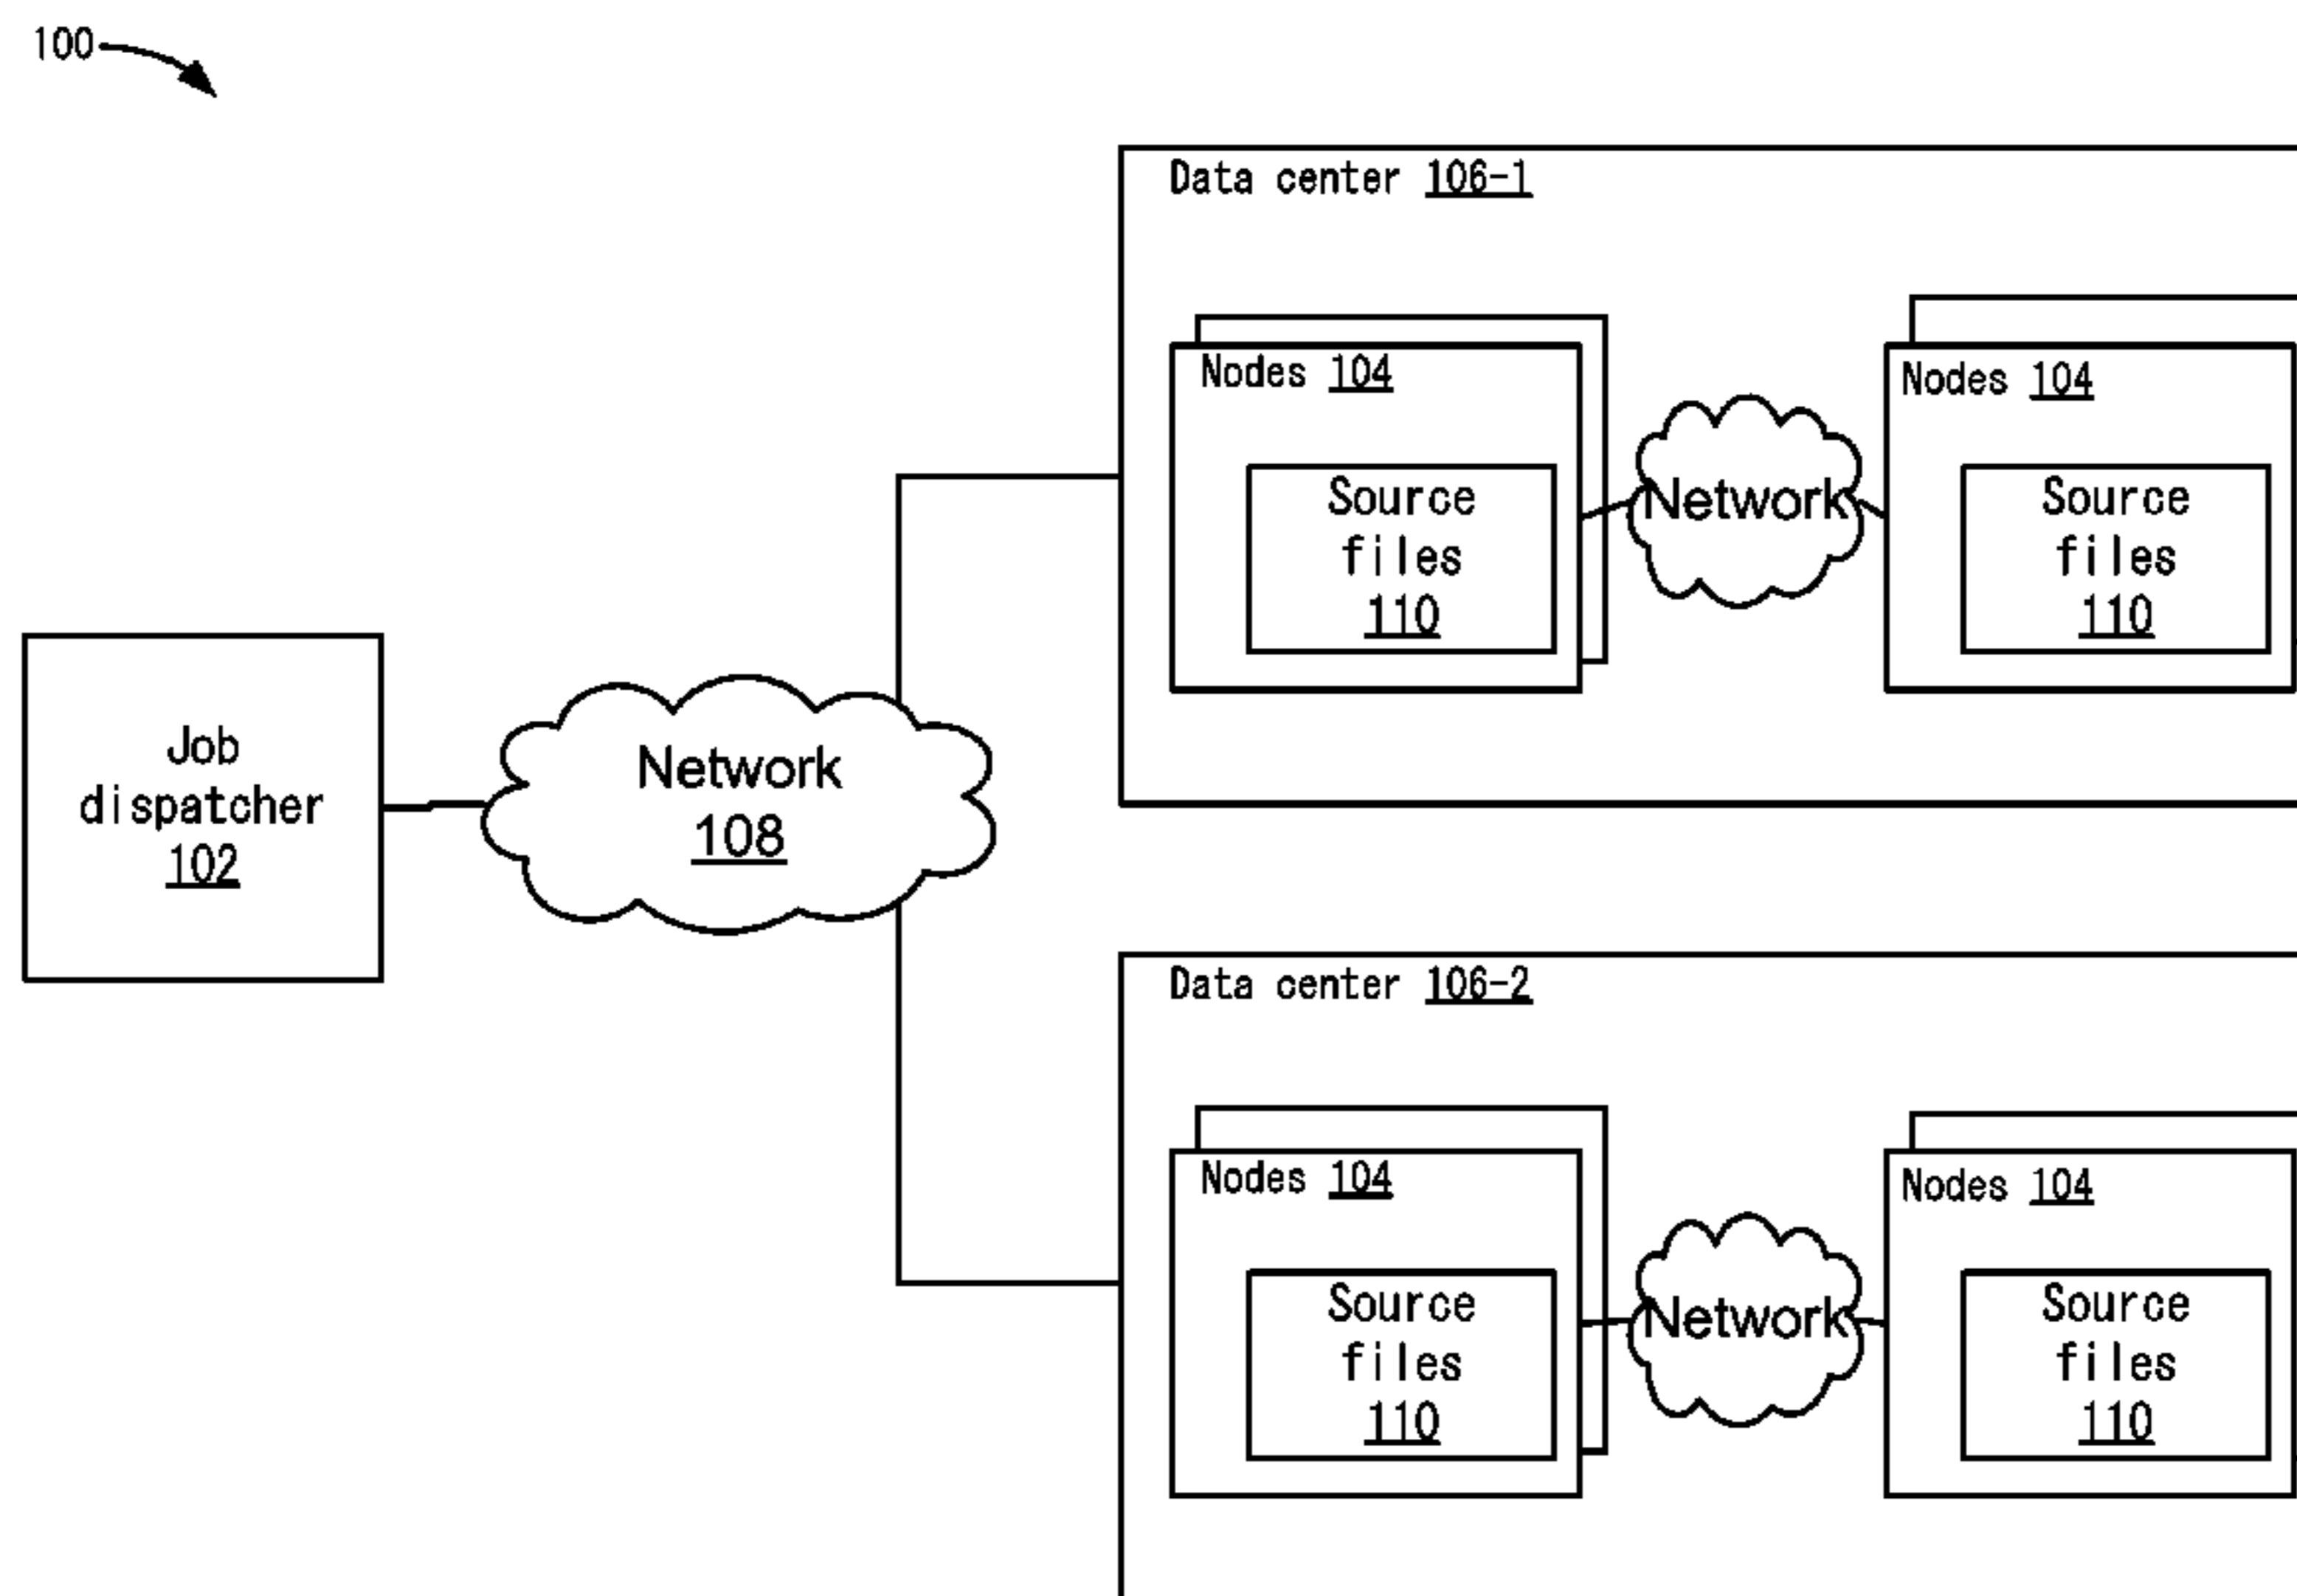 100
Data center 106-1
Nodes 104
Source
files
110
Network
Nodes 104
Source
files
110
Job
dispatcher
102
Network
108
Data center 106-2
Nodes 104
Source
files
110
Network
Nodes 104
Source
files
110